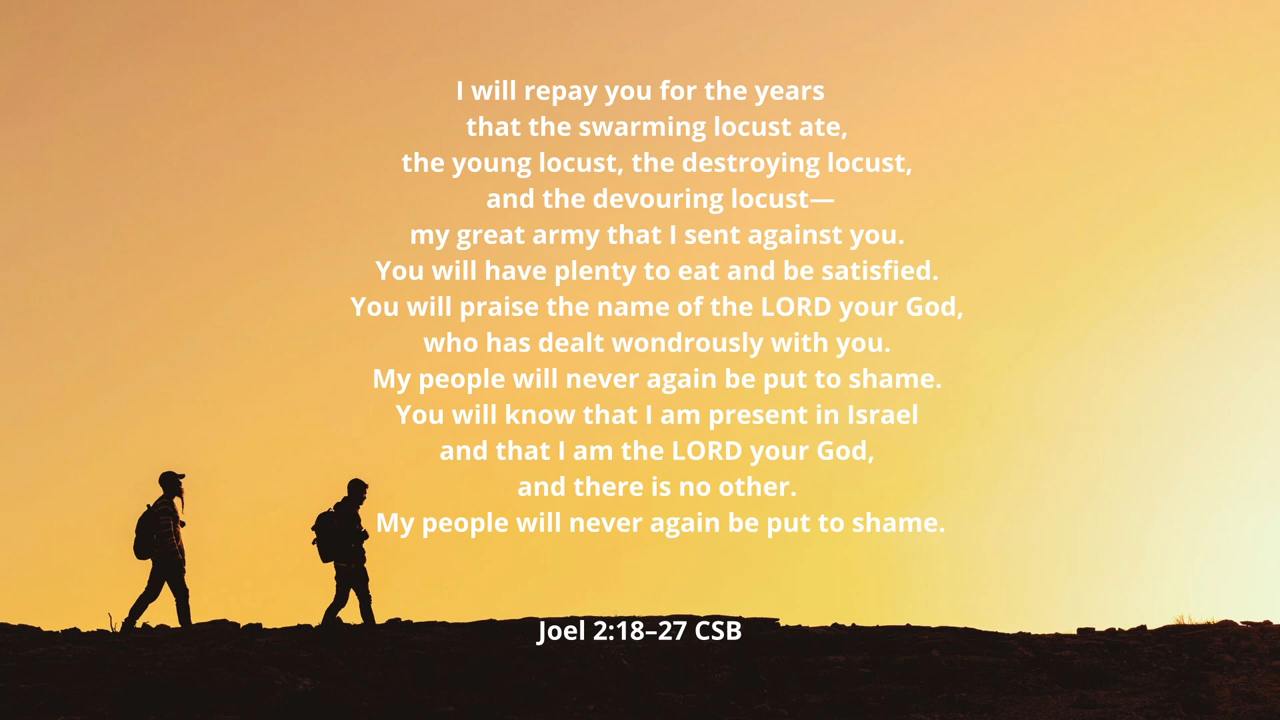 I will repay you for the years
that the swarming locust ate,
the young locust, the destroying locust,
and the devouring locust—
my great army that I sent against you.
You will have plenty to eat and be satisfied.
You will praise the name of the LORD your God,
who has dealt wondrously with you.
My people will never again be put to shame.
You will know that I am present in Israel
and that I am the LORD your God,
and there is no other.
My people will never again be put to shame.
Joel 2:18–27 CSB